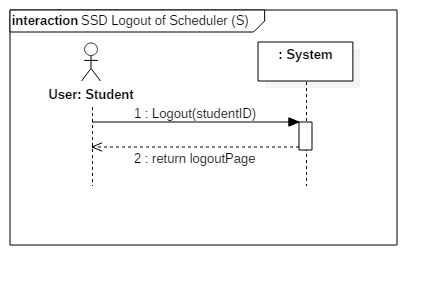 interaction SSD Logout of Scheduler (S)
: System
User: Student
1 : Logout(studentID)
2 : return logoutPage